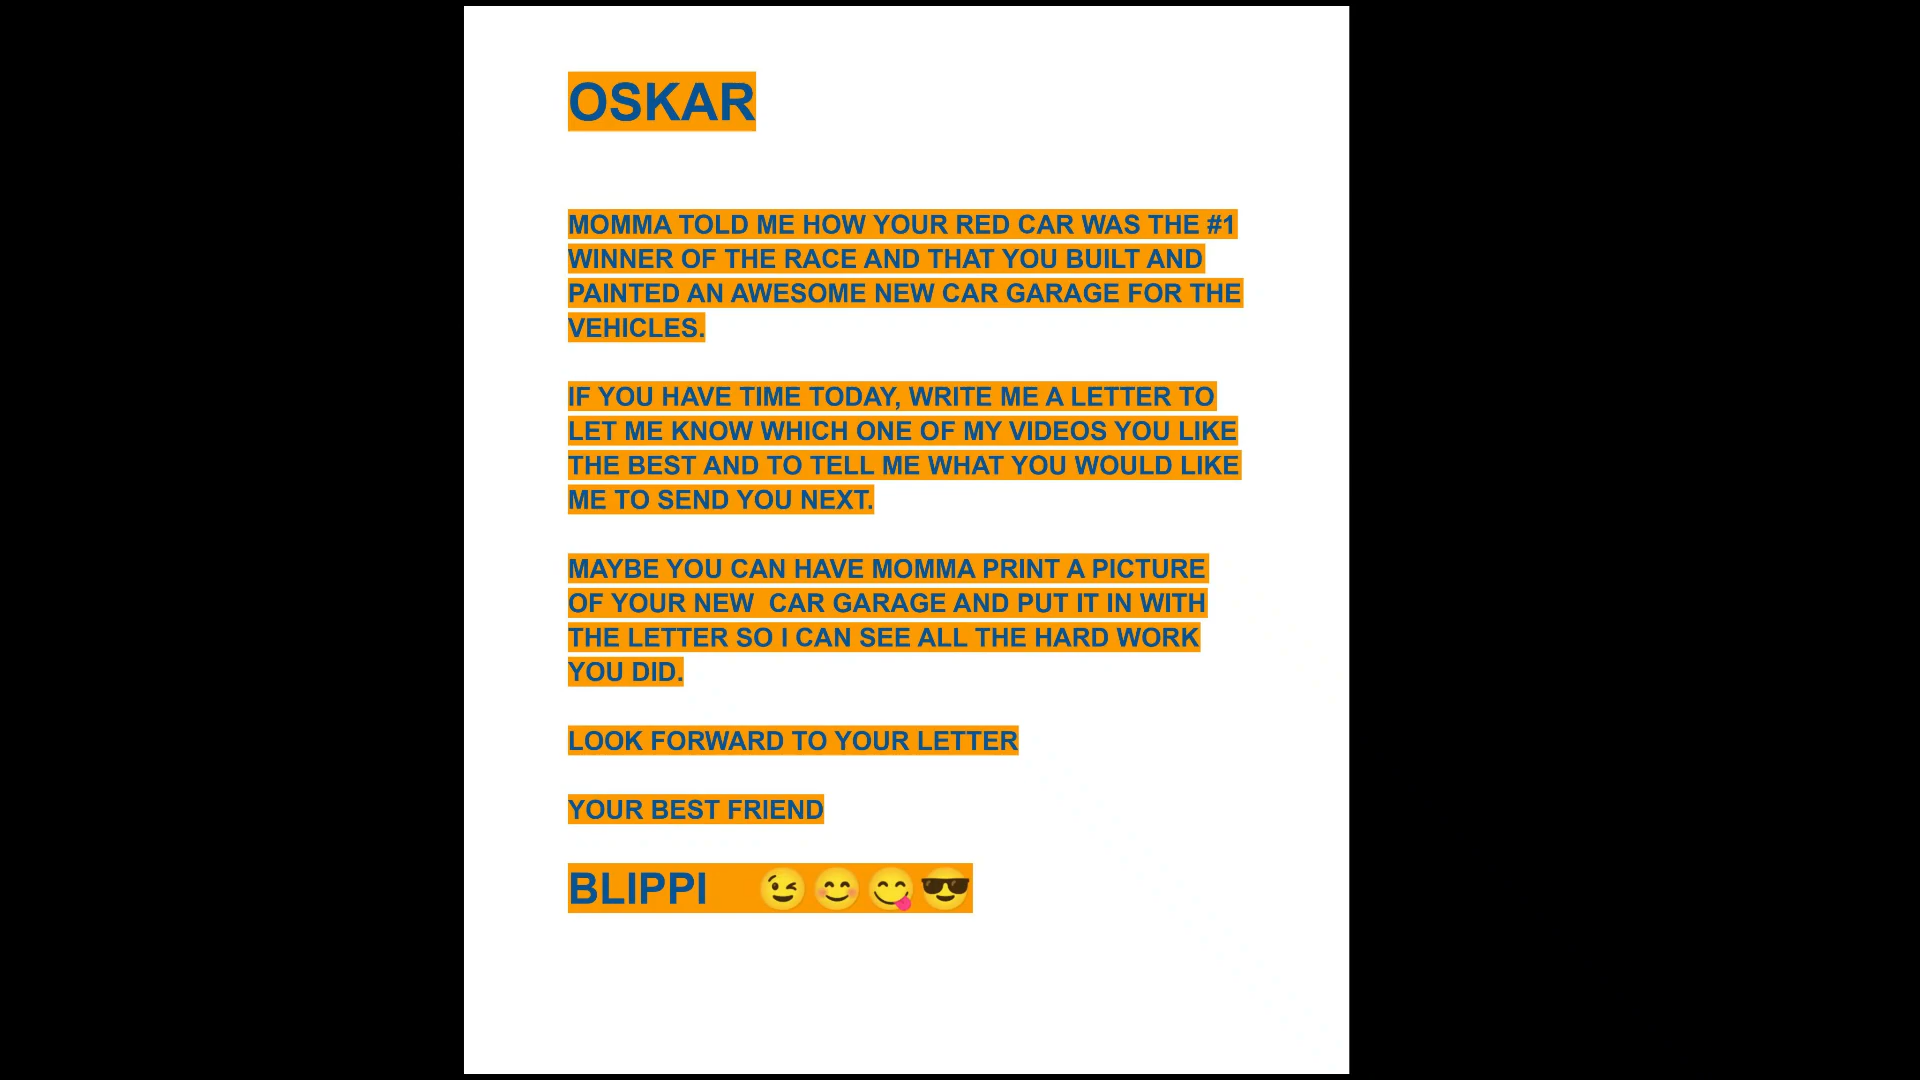 OSKAR
MOMMA TOLD ME HOW YOUR RED CAR WAS THE #1
WINNER OF THE RACE AND THAT YOU BUILT AND
PAINTED AN AWESOME NEW CAR GARAGE FOR THE
VEHICLES.
IF YOU HAVE TIME TODAY, WRITE ME A LETTER TO
LET ME KNOW WHICH ONE OF MY VIDEOS YOU LIKE
THE BEST AND TO TELL ME WHAT YOU WOULD LIKE
ME TO SEND YOU NEXT.
MAYBE YOU CAN HAVE MOMMA PRINT A PICTURE
OF YOUR NEW  CAR GARAGE AND PUT IT IN WITH
THE LETTER SO I CAN SEE ALL THE HARD WORK
YOU DID.
LOOK FORWARD TO YOUR LETTER
YOUR BEST FRIEND
BLIPPI 😉😊😋😎